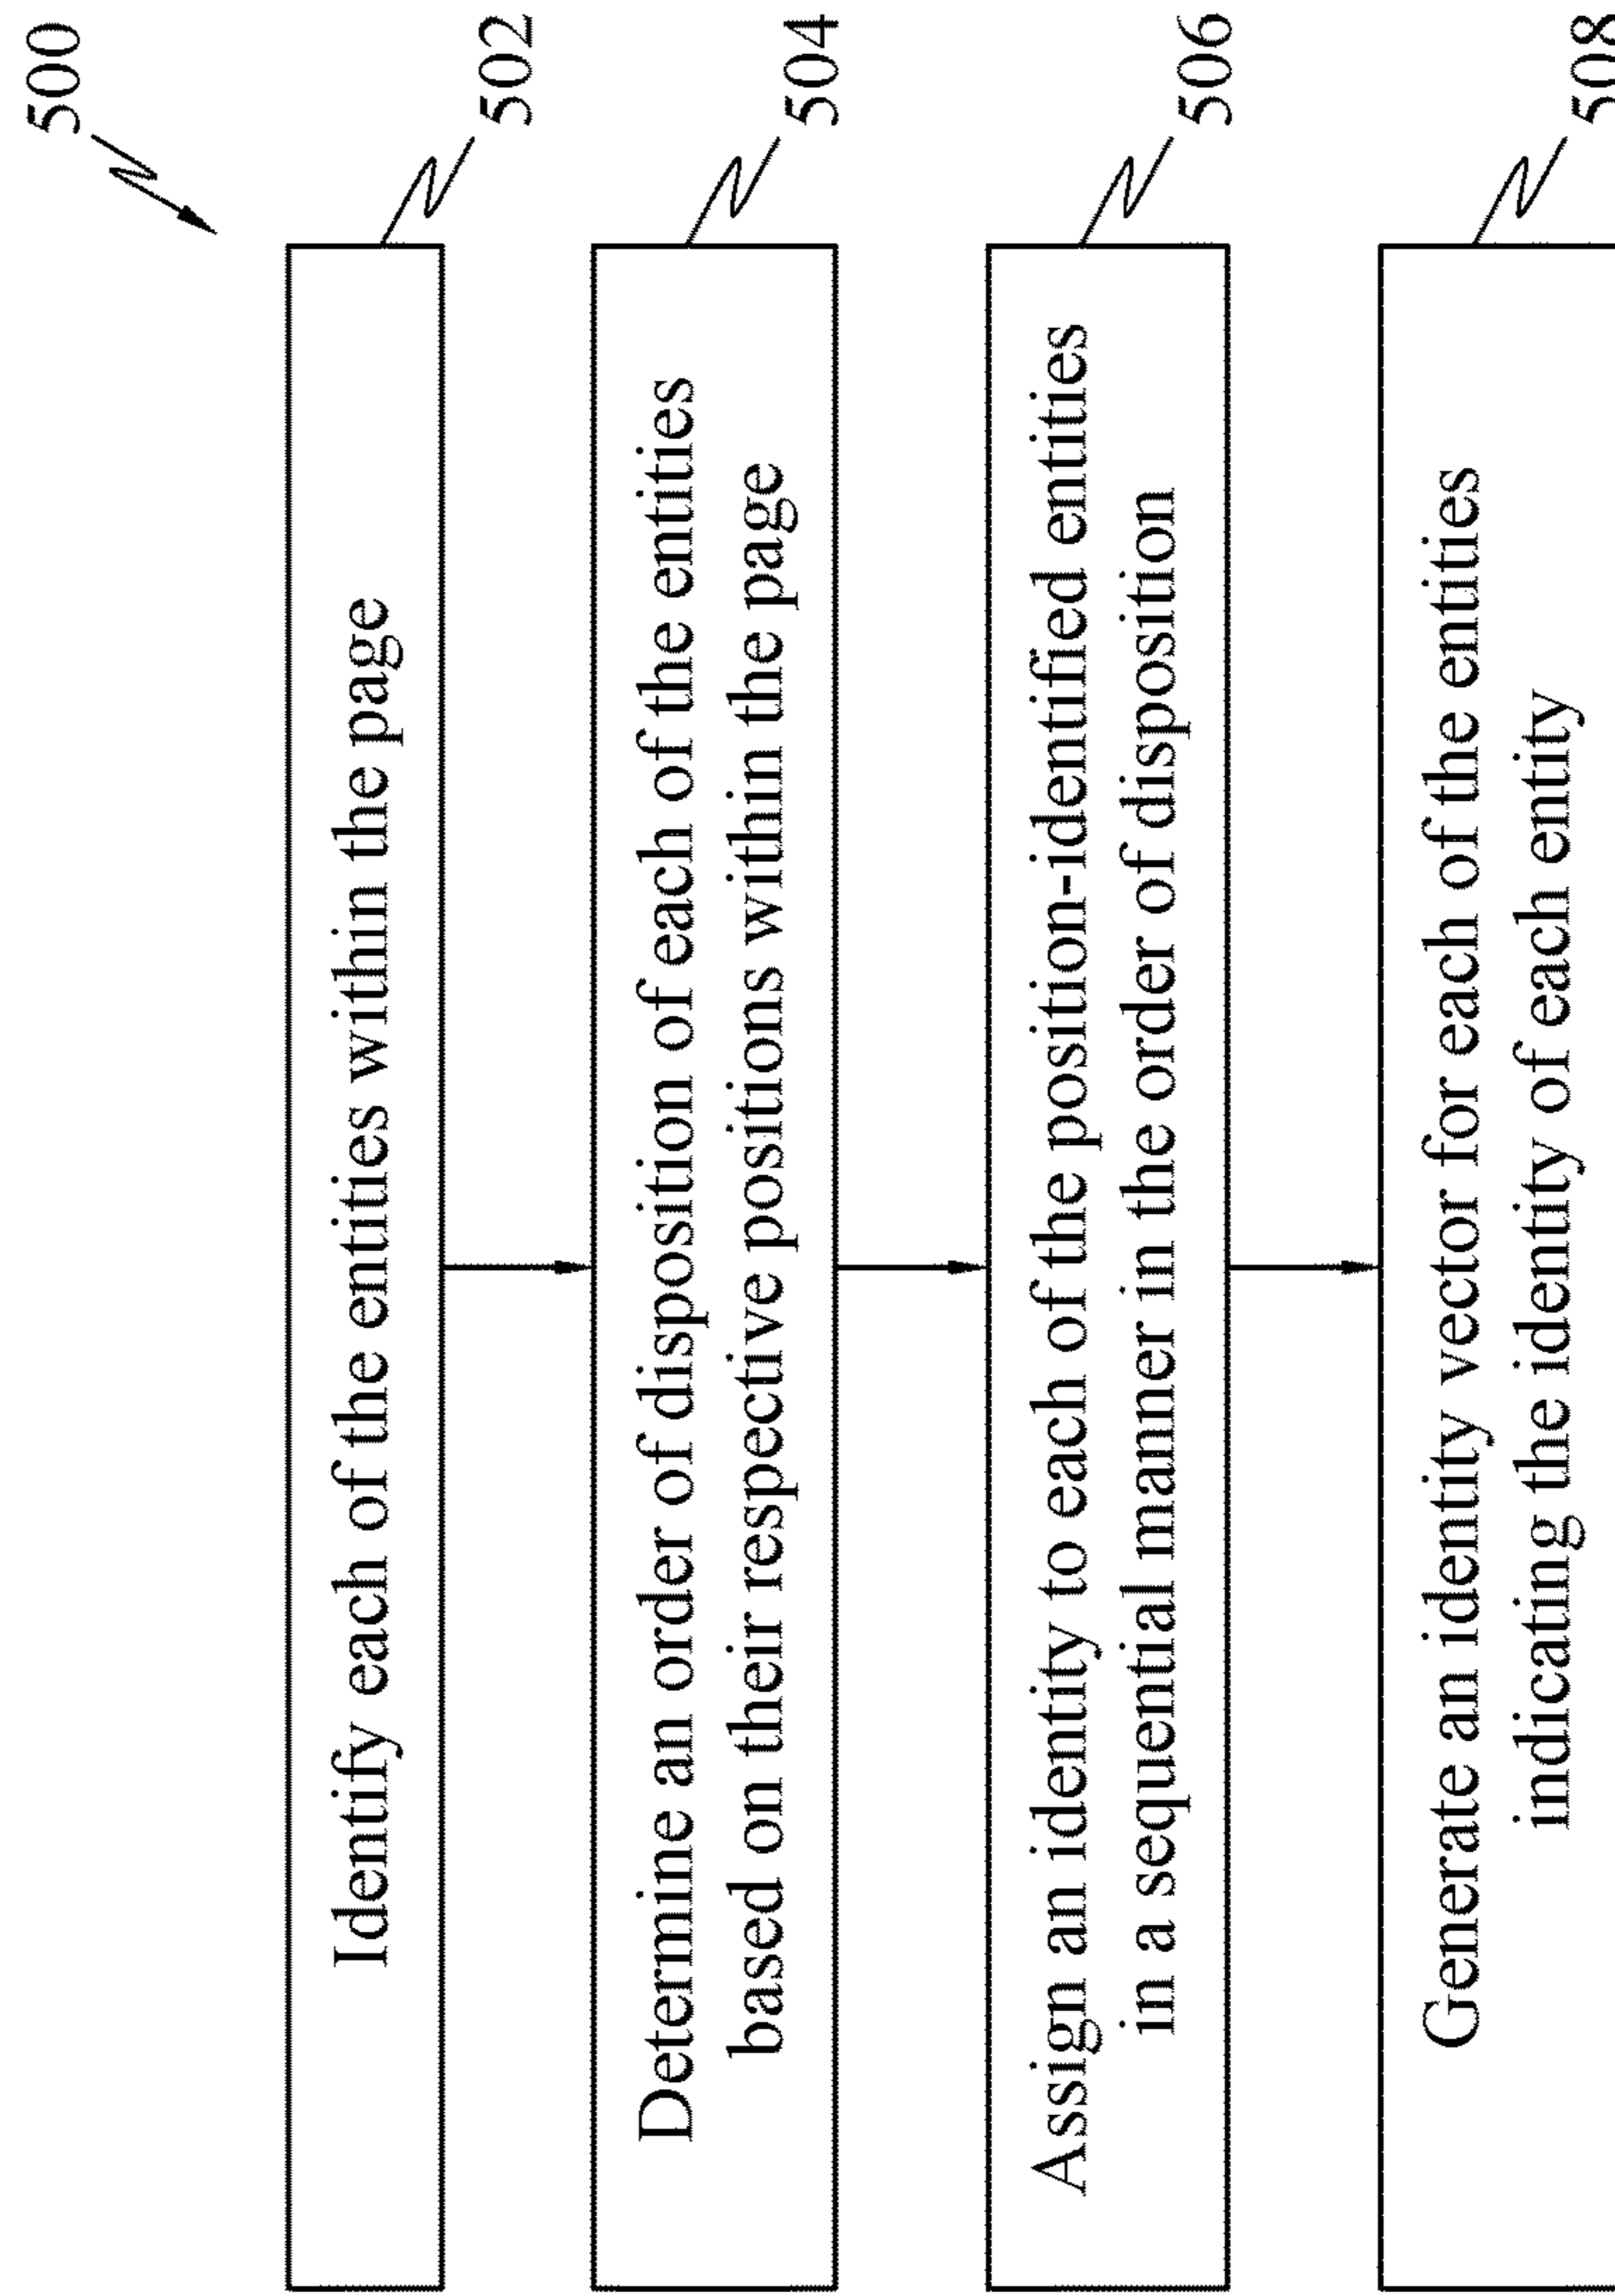 500
502
Identify each of the entities within the page
504
Determine an order of disposition of each of the entities
based on their respective positions within the page
506
Assign an identity to each of the position-identified entities
in a sequential manner in the order of disposition
508
Generate an identity vector for each of the entities
indicating the identity of each entity